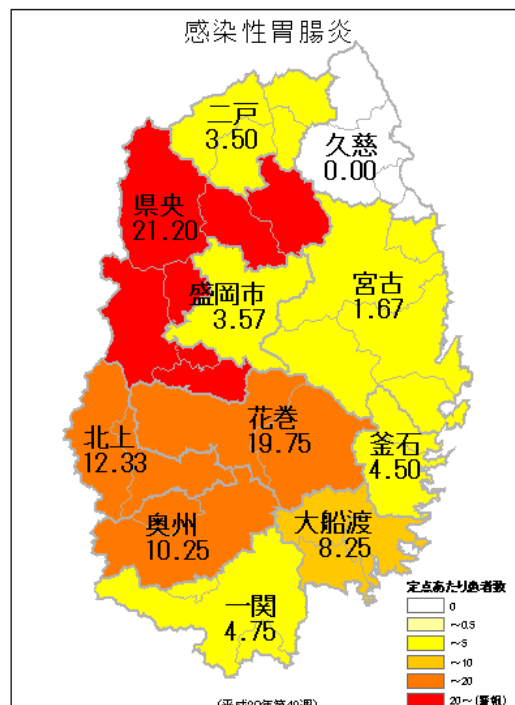 感染性胃腸炎
二戸
3.50
久慈
0.00
県央
21.20
盛岡市
3.57
宮古
1.67
花巻
19.75
北上
12.33
釜石
4.50
奥州
10.25
大船渡
8.25
一関
4.75
定点あたり患者数
0
～0.5
～5
～10
～20
20～(警報)